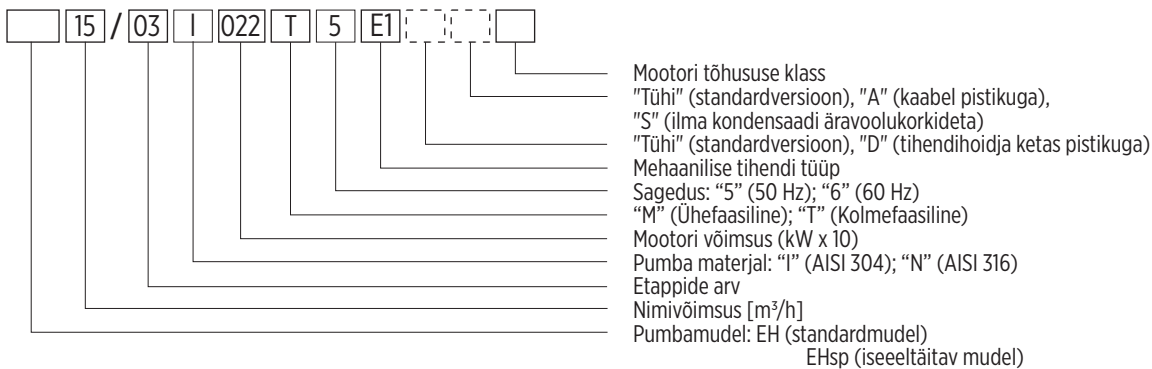 15 / 03 I 022 T 5 E1
Mootori tõhususe klass
"Tühi" (standardversioon), "A" (kaabel pistikuga),
"S" (ilma kondensaadi äravoolukorkideta)
"Tühi" (standardversioon), "D" (tihendihoidja ketas pistikuga)
Mehaanilise tihendi tüüp
Sagedus: “5” (50 Hz); “6” (60 Hz)
“M” (Ühefaasiline); “T” (Kolmefaasiline)
Mootori võimsus (kW x 10)
Pumba materjal: “I” (AISI 304); “N” (AISI 316)
Etappide arv
Nimivõimsus [m³/h]
Pumbamudel: EH (standardmudel)
EHsp (iseeeltäitav mudel)